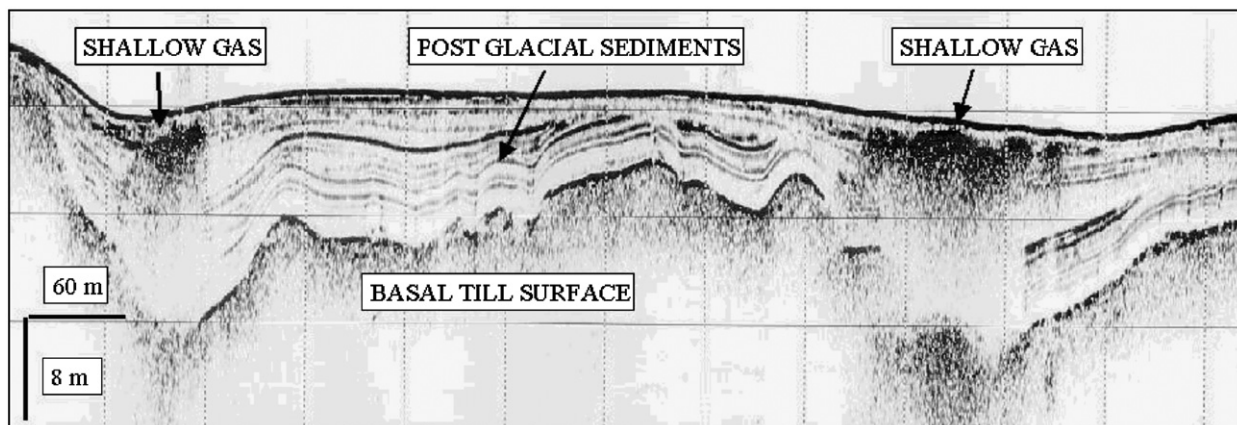 SHALLOW GAS
POST GLACIAL SEDIMENTS
SHALLOW GAS
60 m
BASAL TILL SURFACE
8 m